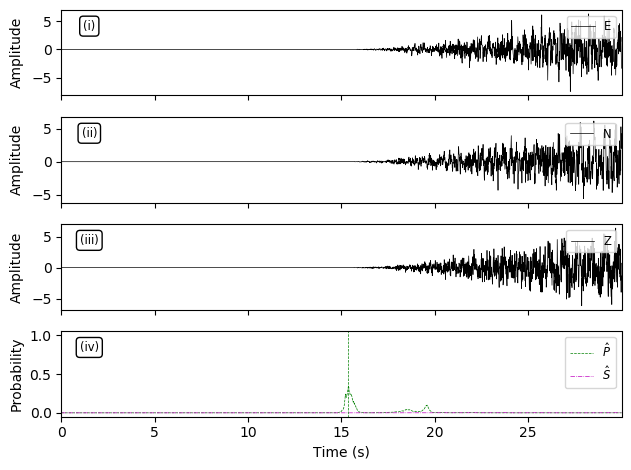 (i)
E
Amplitude
5
0
−5
(ii)
N
Amplitude
5
0
−5
(iii)
Z
Amplitude
5
0
−5
(iv)
P̂
Ŝ
Probability
1.0
0.5
0.0
0 5 10 15 20 25
Time (s)